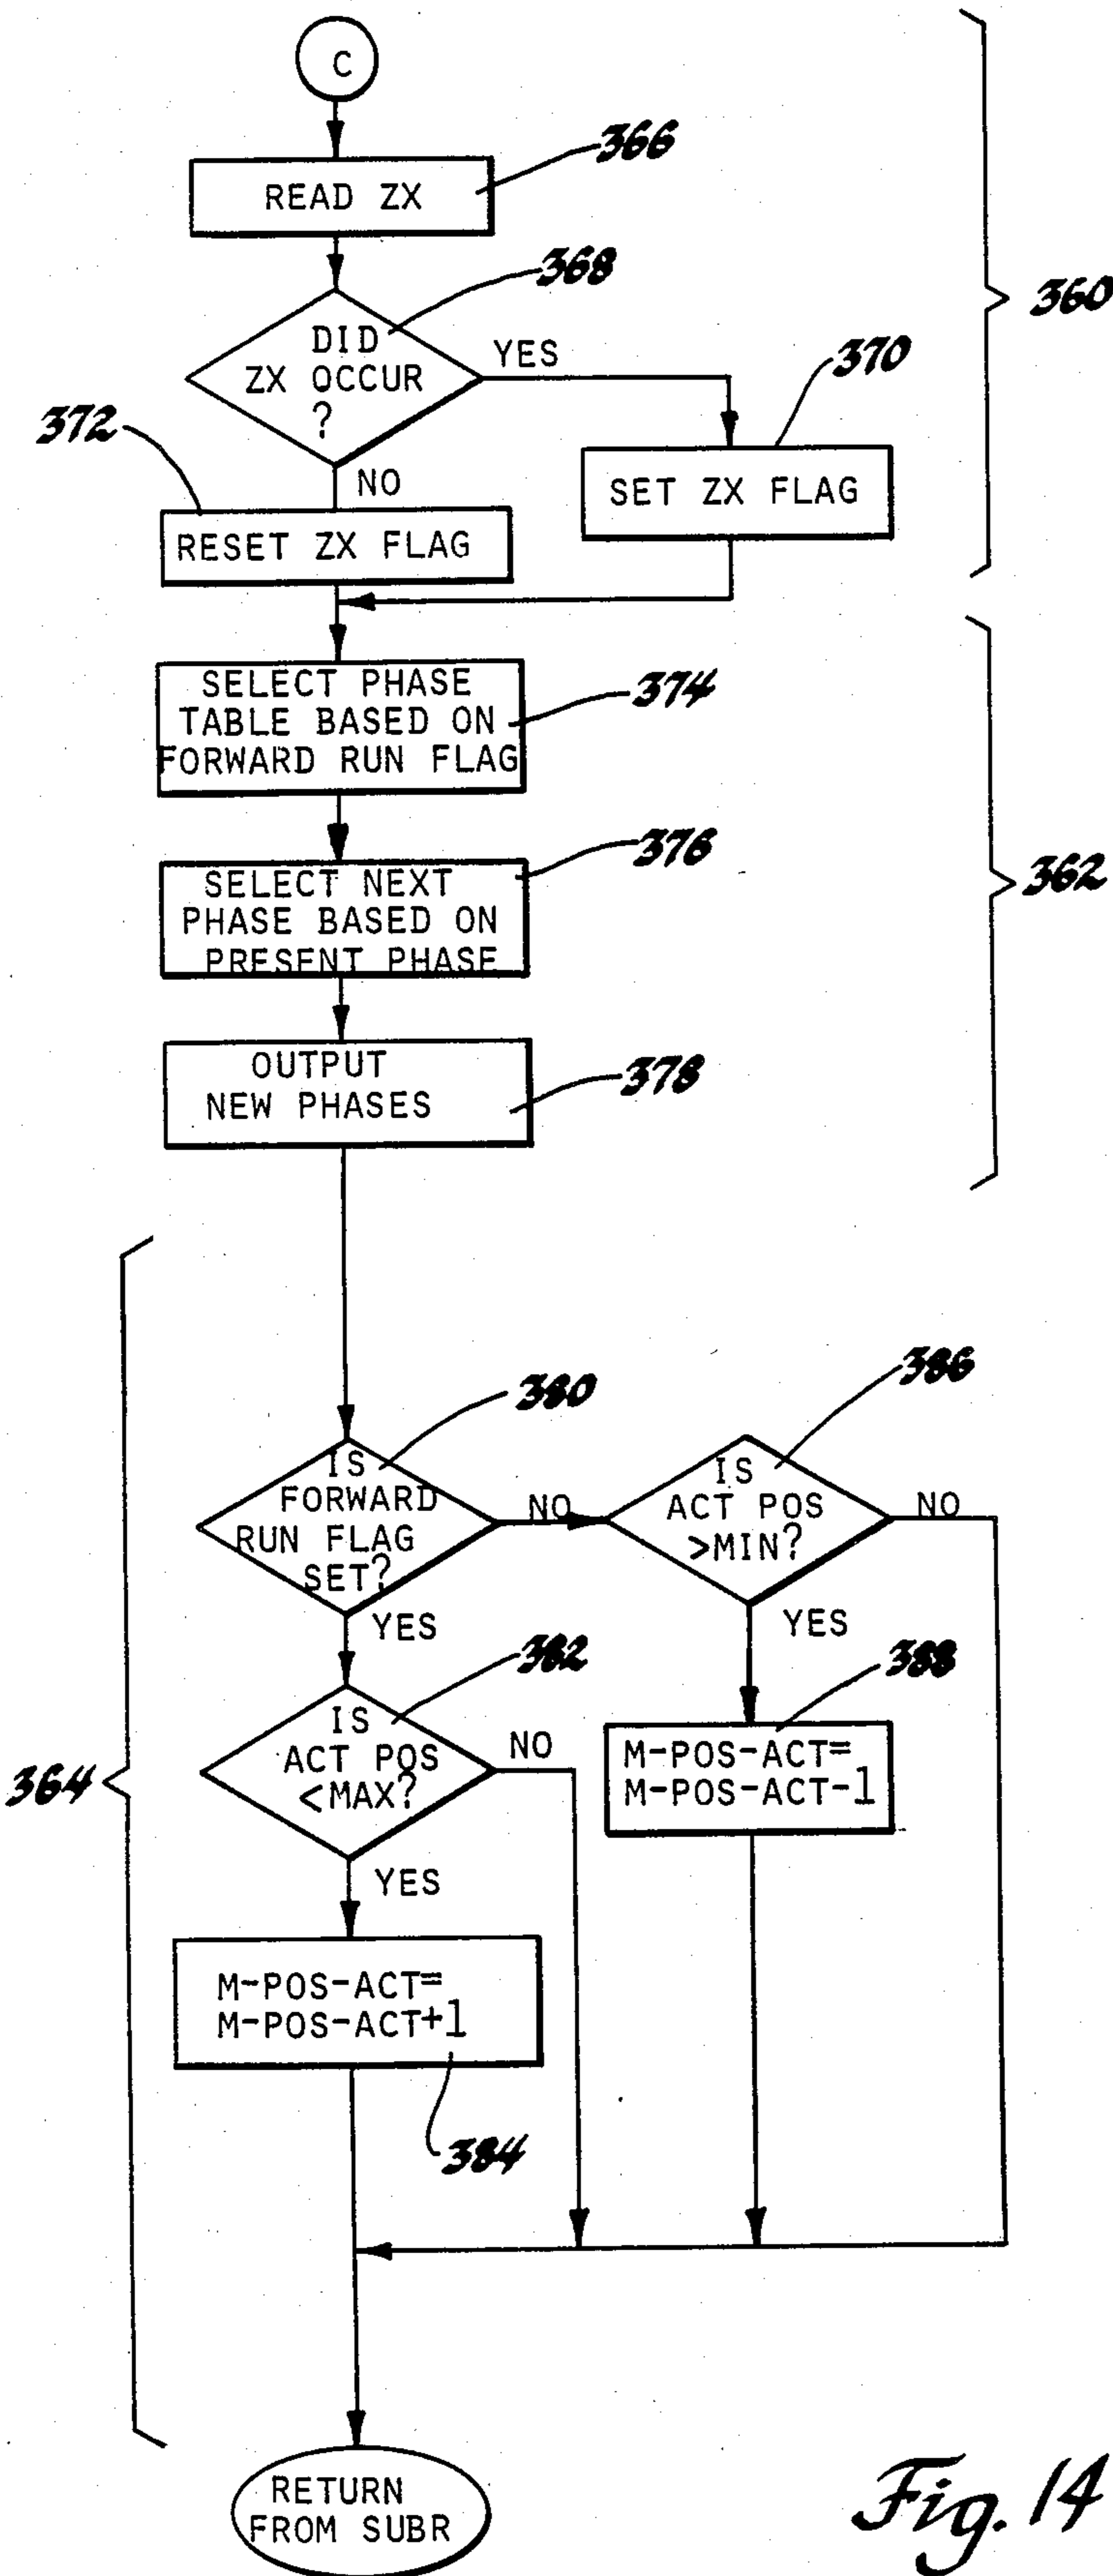 C
READ ZX
366
DID
ZX OCCUR
?
368
YES
370
360
372
NO
SET ZX FLAG
RESET ZX FLAG
SELECT PHASE
TABLE BASED ON
FORWARD RUN FLAG
374
SELECT NEXT
PHASE BASED ON
PRESENT PHASE
376
362
OUTPUT
NEW PHASES
378
380
386
IS
FORWARD
RUN FLAG
SET?
NO
IS
ACT POS
>MIN?
NO
YES
YES
382
388
IS
ACT POS
<MAX?
NO
M-POS-ACT=
M-POS-ACT-1
364
YES
M-POS-ACT=
M-POS-ACT+1
384
RETURN
FROM SUBR
Fig. 14